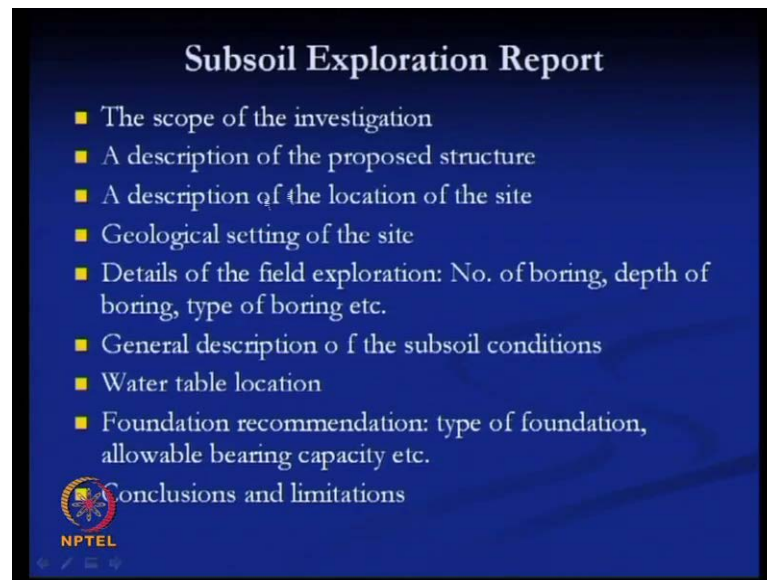 Subsoil Exploration Report
The scope of the investigation
A description of the proposed structure
A description of the location of the site
Geological setting of the site
Details of the field exploration: No. of boring, depth of
boring, type of boring etc.
General description o f the subsoil conditions
Water table location
Foundation recommendation: type of foundation,
allowable bearing capacity etc.
Conclusions and limitations
NPTEL